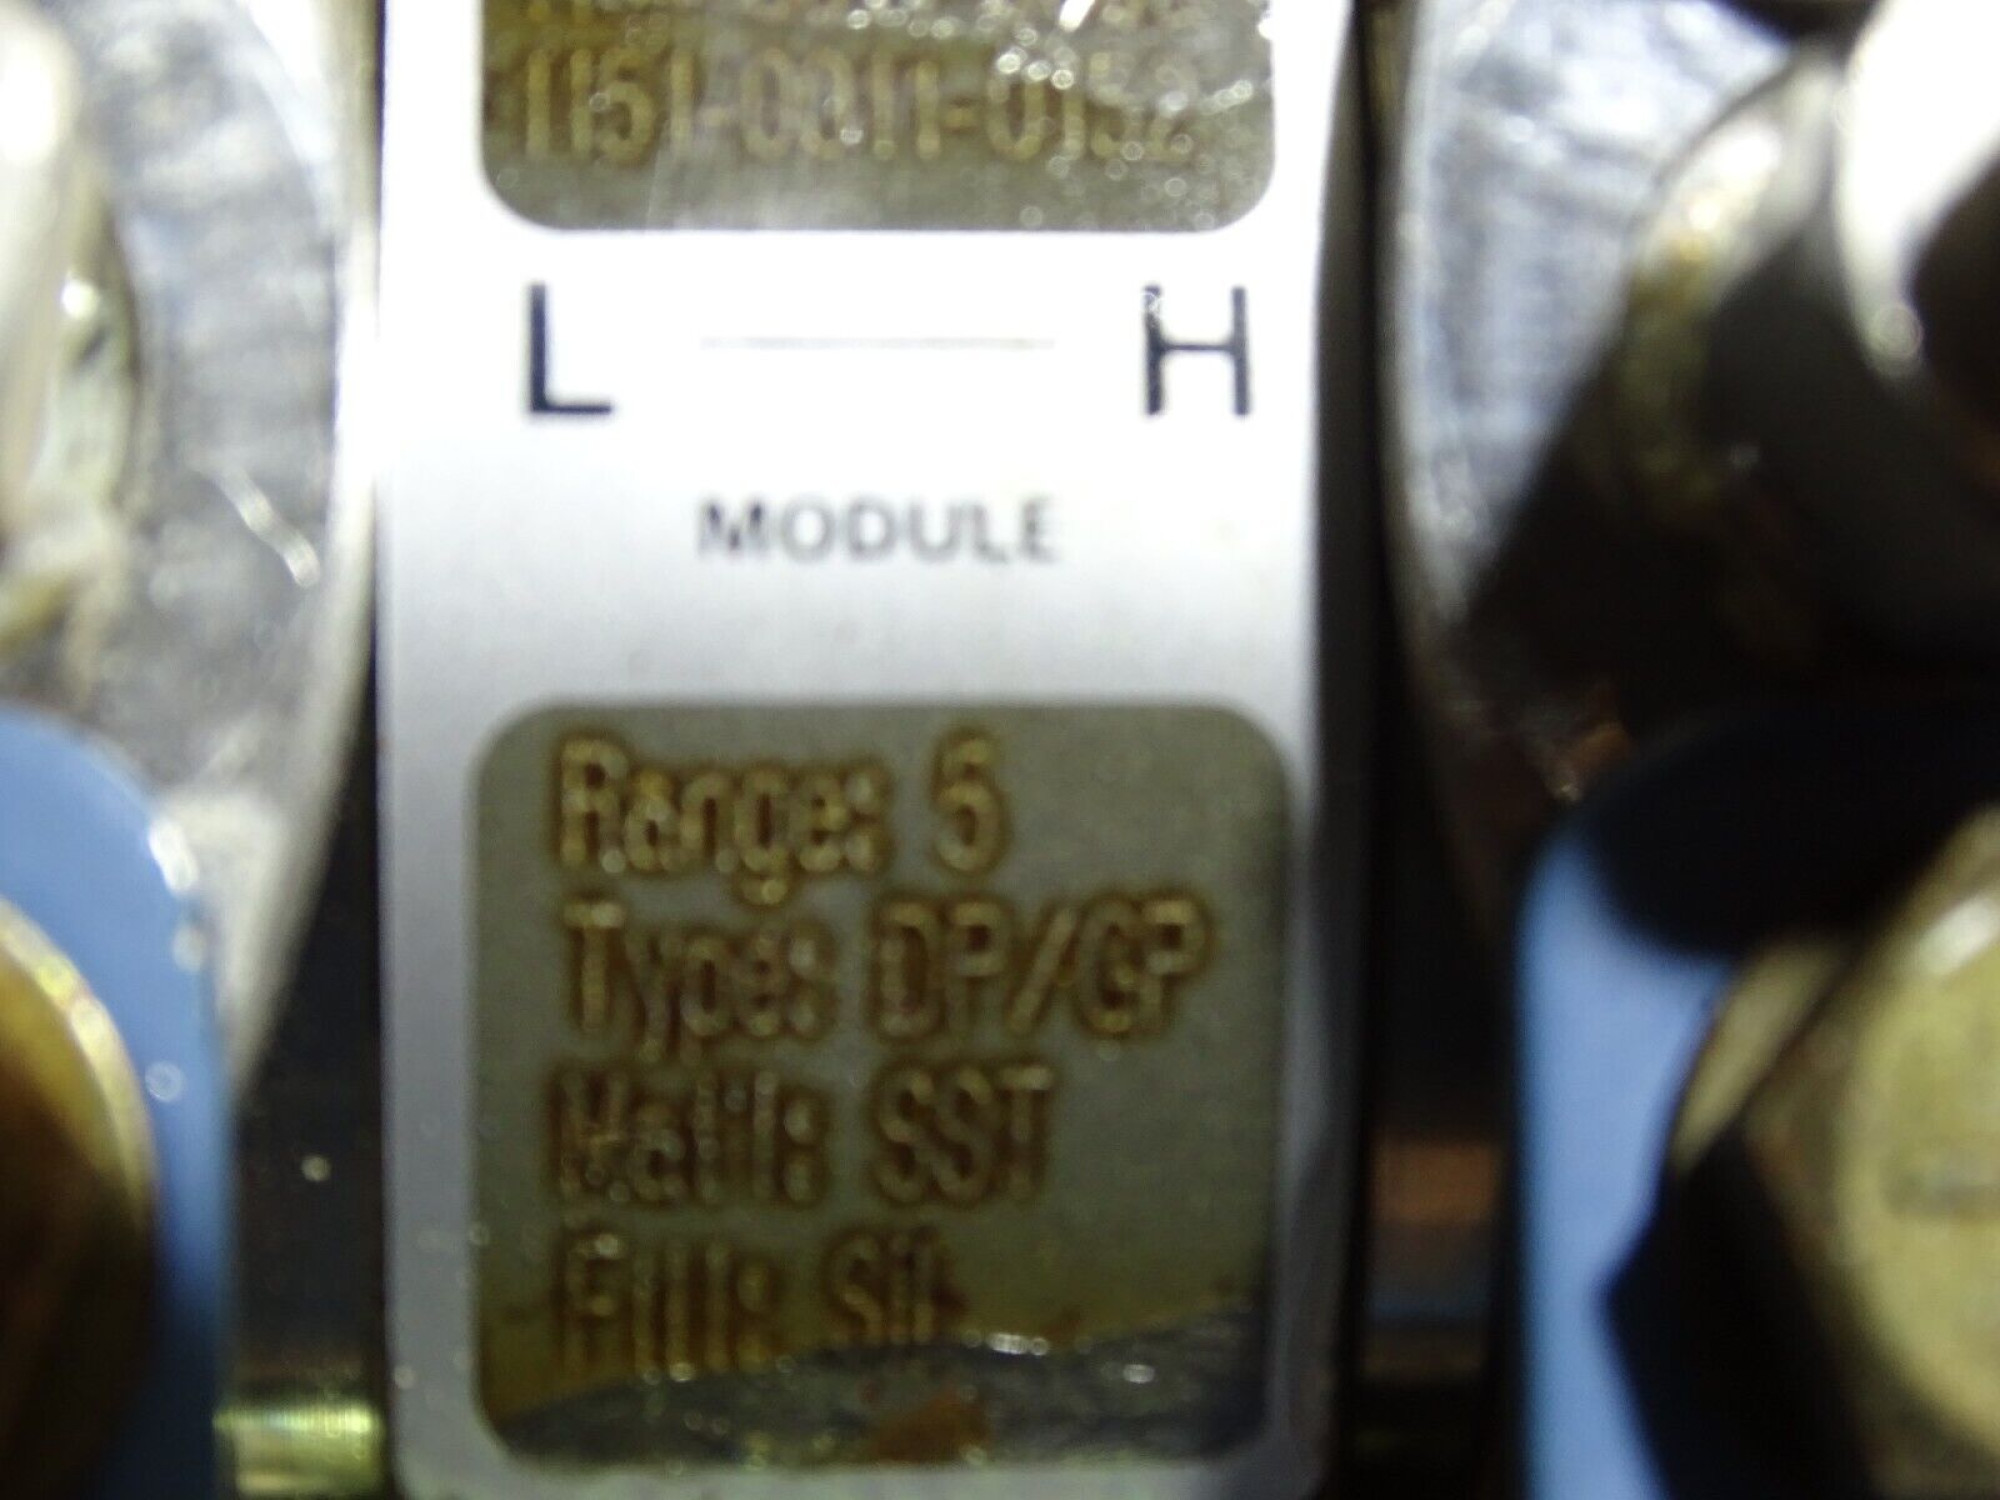 1151-0011-0152
L H
MODULE
Range: 5
Type: DP/GP
Mat'l: SST
Fill: Sil.